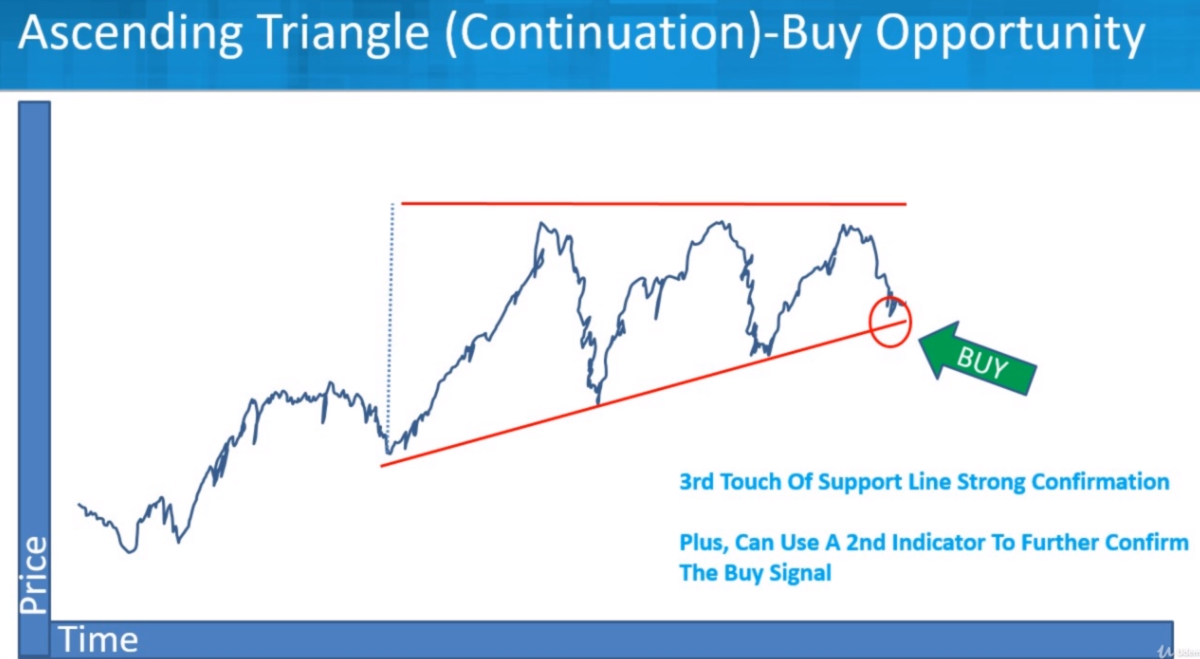 Ascending Triangle (Continuation)-Buy Opportunity
BUY
3rd Touch Of Support Line Strong Confirmation
Plus, Can Use A 2nd Indicator To Further Confirm
The Buy Signal
Price
Time